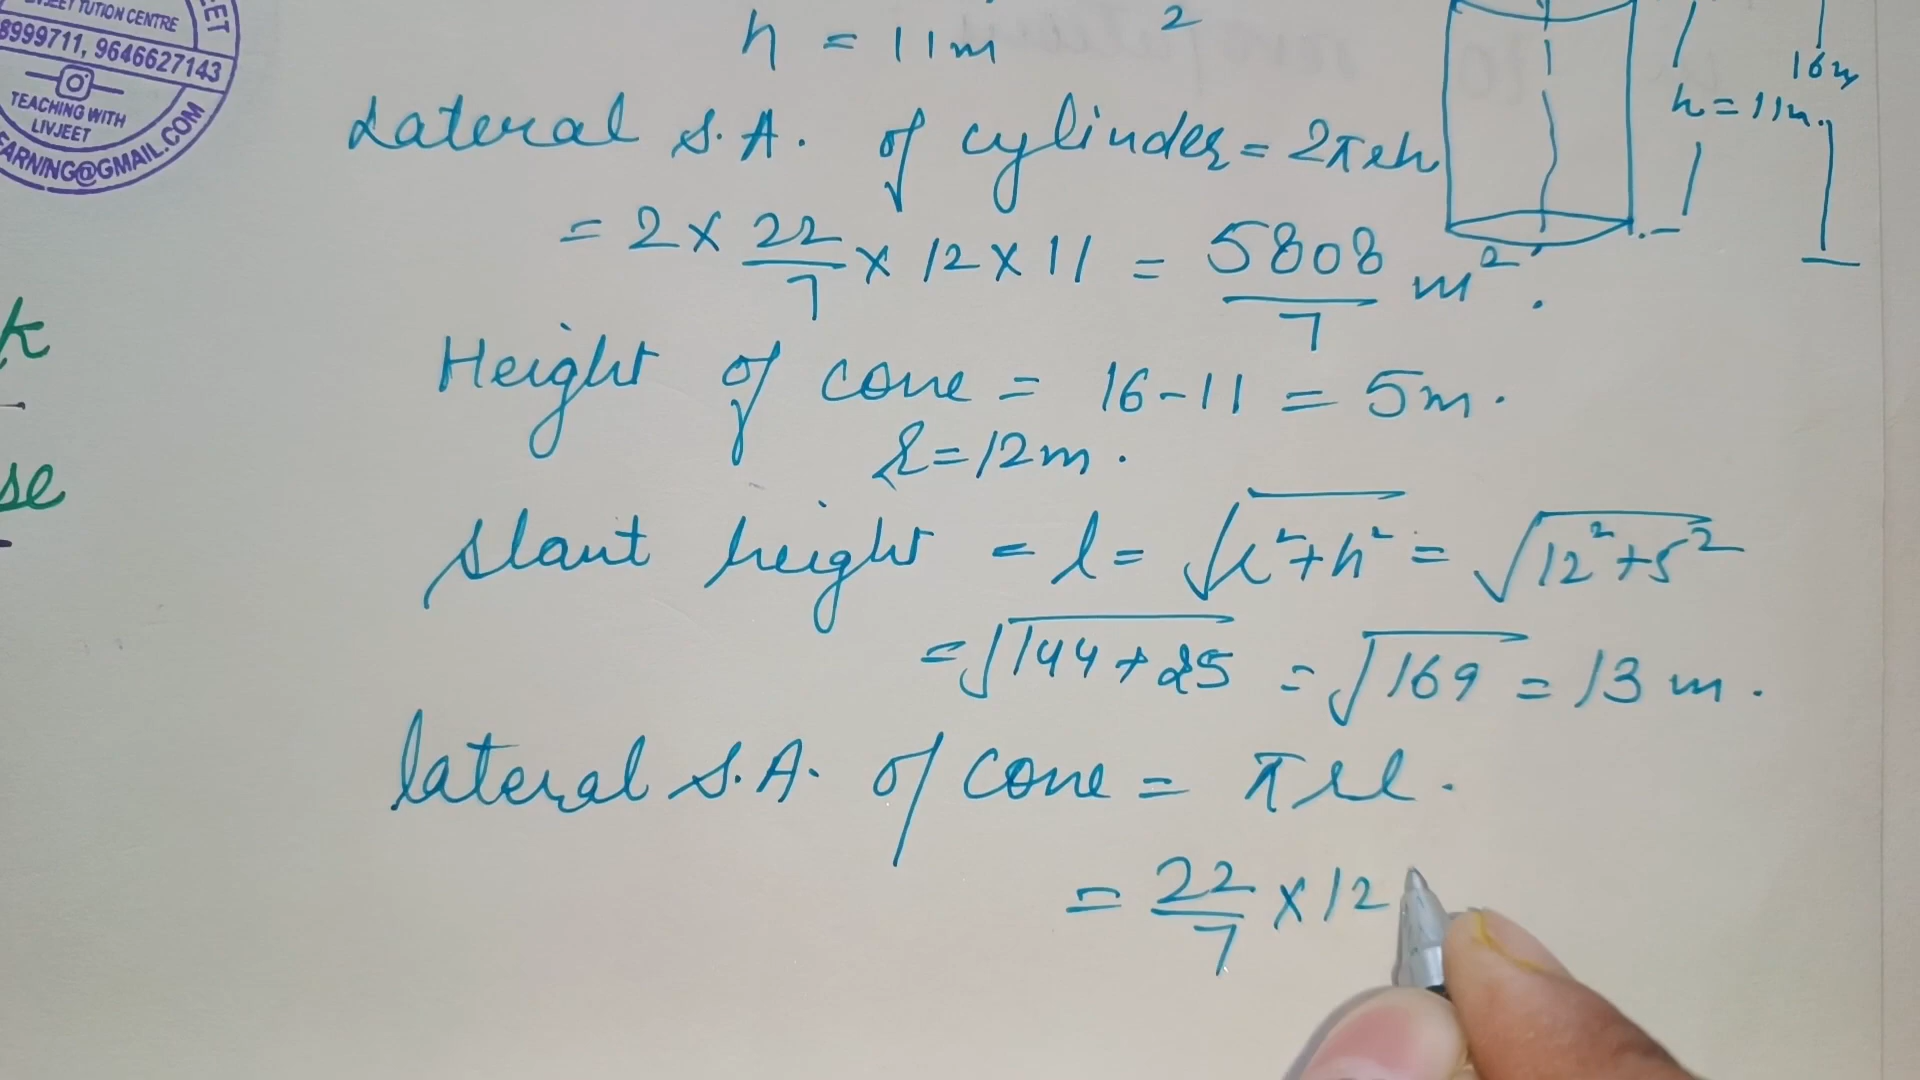 TUTION CENTRE
8999711, 9646627143
TEACHING WITH
LIVJEET
EARNING@GMAIL.COM
h = 11m
2
16m
h = 11m.
Lateral S.A. of cylinder = 2πrh
= 2 × 22/7 × 12 × 11 = 5808/7 m².
Height of cone = 16-11 = 5m.
r = 12m.
slant height = l = √r²+h² = √12²+5²
= √144+25 = √169 = 13 m.
lateral S.A. of cone = πrl.
= 22/7 × 12
k
se